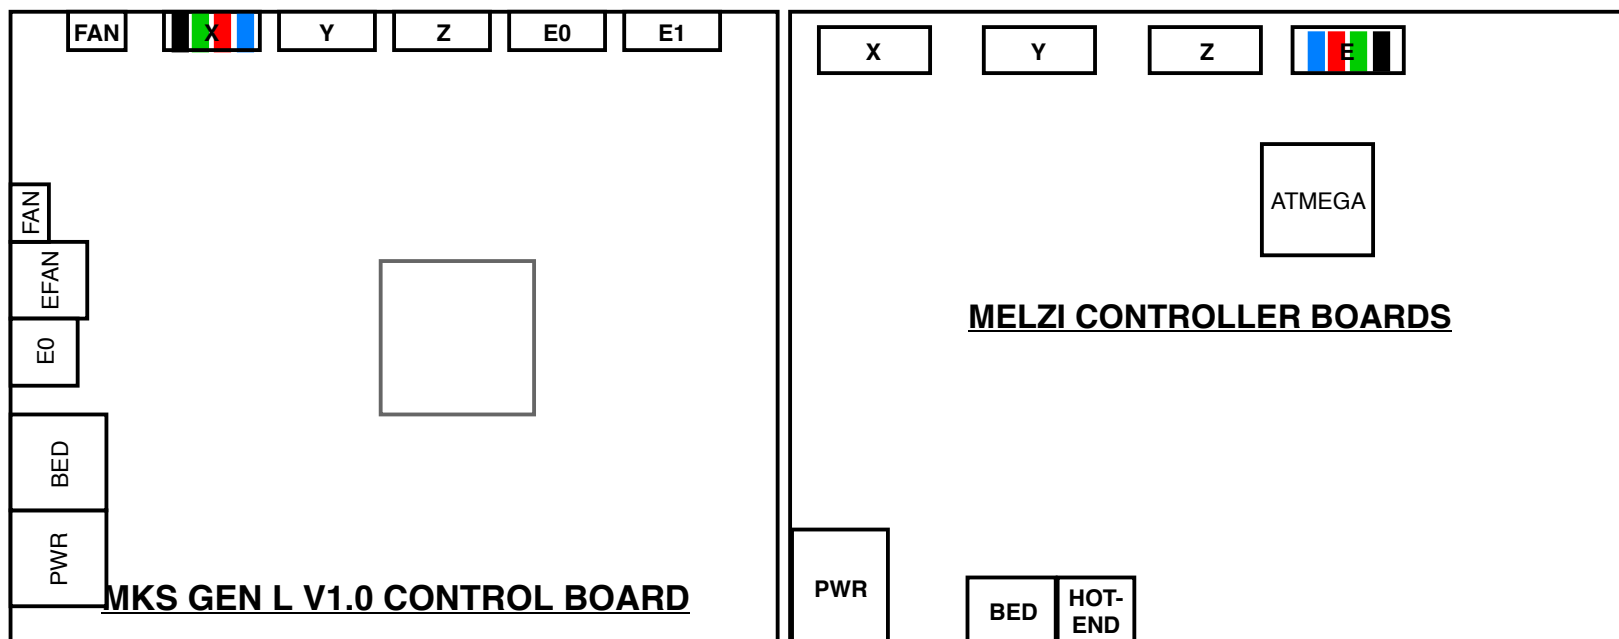 FAN X Y Z E0 E1
FAN
EFAN
E0
BED
PWR
MKS GEN L V1.0 CONTROL BOARD
X Y Z E
ATMEGA
MELZI CONTROLLER BOARDS
PWR
BED
HOT-
END